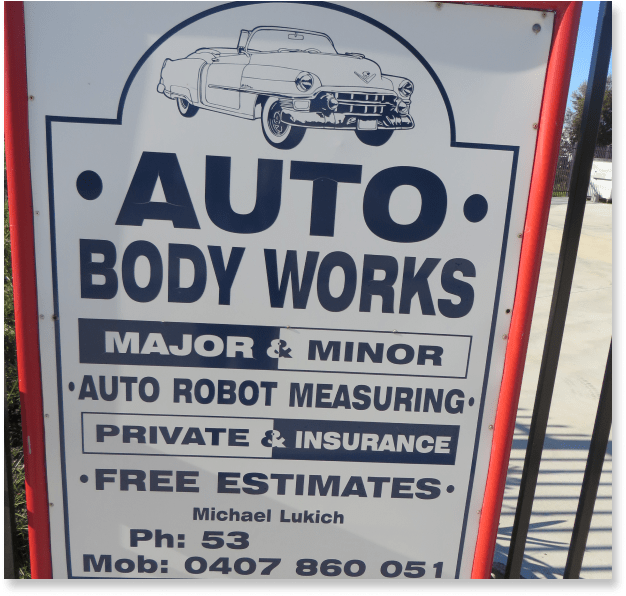 • AUTO •
BODY WORKS
MAJOR & MINOR
• AUTO ROBOT MEASURING •
PRIVATE & INSURANCE
• FREE ESTIMATES •
Michael Lukich
Ph: 53
Mob: 0407 860 051